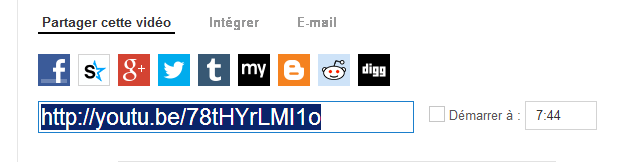 Partager cette vidéo Intégrer E-mail
f S g+ t my B digg
http://youtu.be/78tHYrLMI1o Démarrer à : 7:44